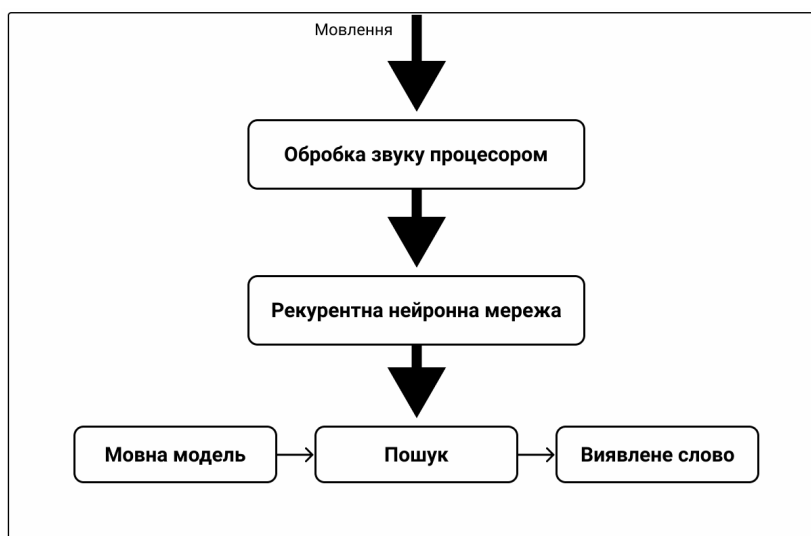 Мовлення
Обробка звуку процесором
Рекурентна нейронна мережа
Мовна модель
Пошук
Виявлене слово